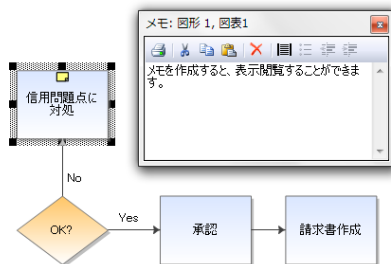 メモ: 図形 1, 図表1
メモを作成すると、表示閲覧することができま
す。
信用問題点に
対処
No
OK?
Yes
承認
請求書作成